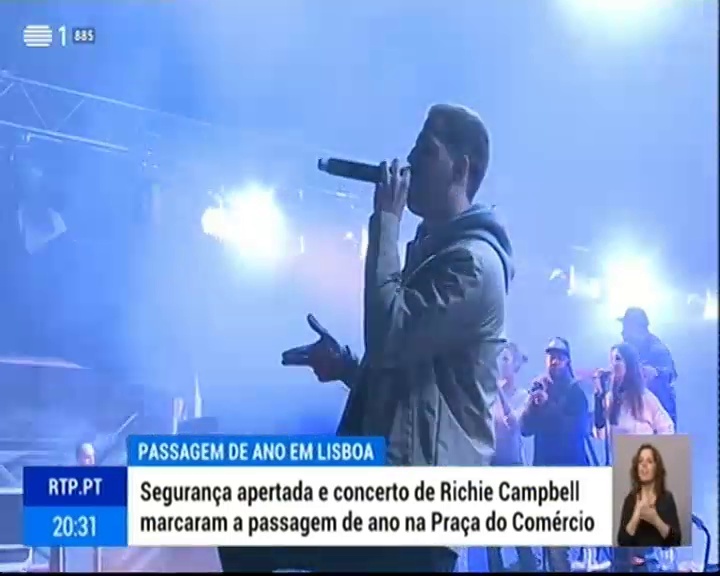 1 885
PASSAGEM DE ANO EM LISBOA
RTP.PT
Segurança apertada e concerto de Richie Campbell
20:31
marcaram a passagem de ano na Praça do Comércio